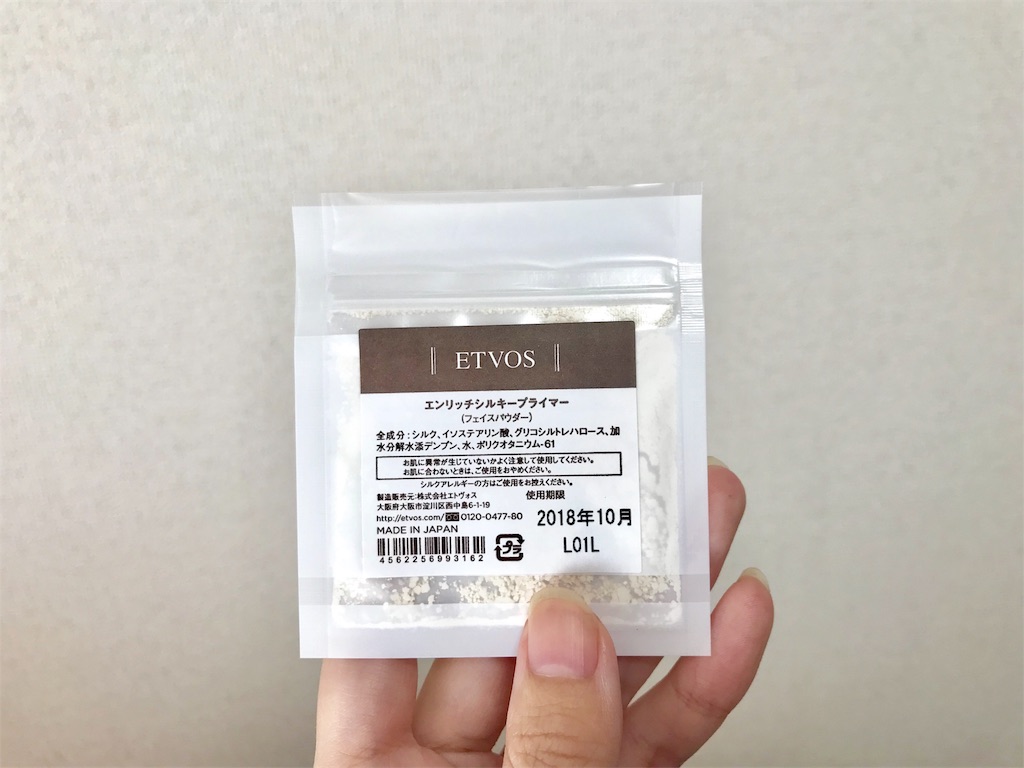 ETVOS
エンリッチシルキープライマー
(フェイスパウダー)
全成分:シルク、イソステアリン酸、グリコシルトレハロース、加
水分解水添デンプン、水、ポリクオタニウム-61
お肌に異常が生じていないかよく注意して使用してください。
お肌に合わないときは、ご使用をおやめください。
シルクアレルギーの方はご使用をお控えください。
製造販売元:株式会社エトヴォス
使用期限
大阪府大阪市淀川区西中島6-1-19
http://etvos.com/ 0120-0477-80
2018年10月
MADE IN JAPAN
L01L
4562256993162
プラ